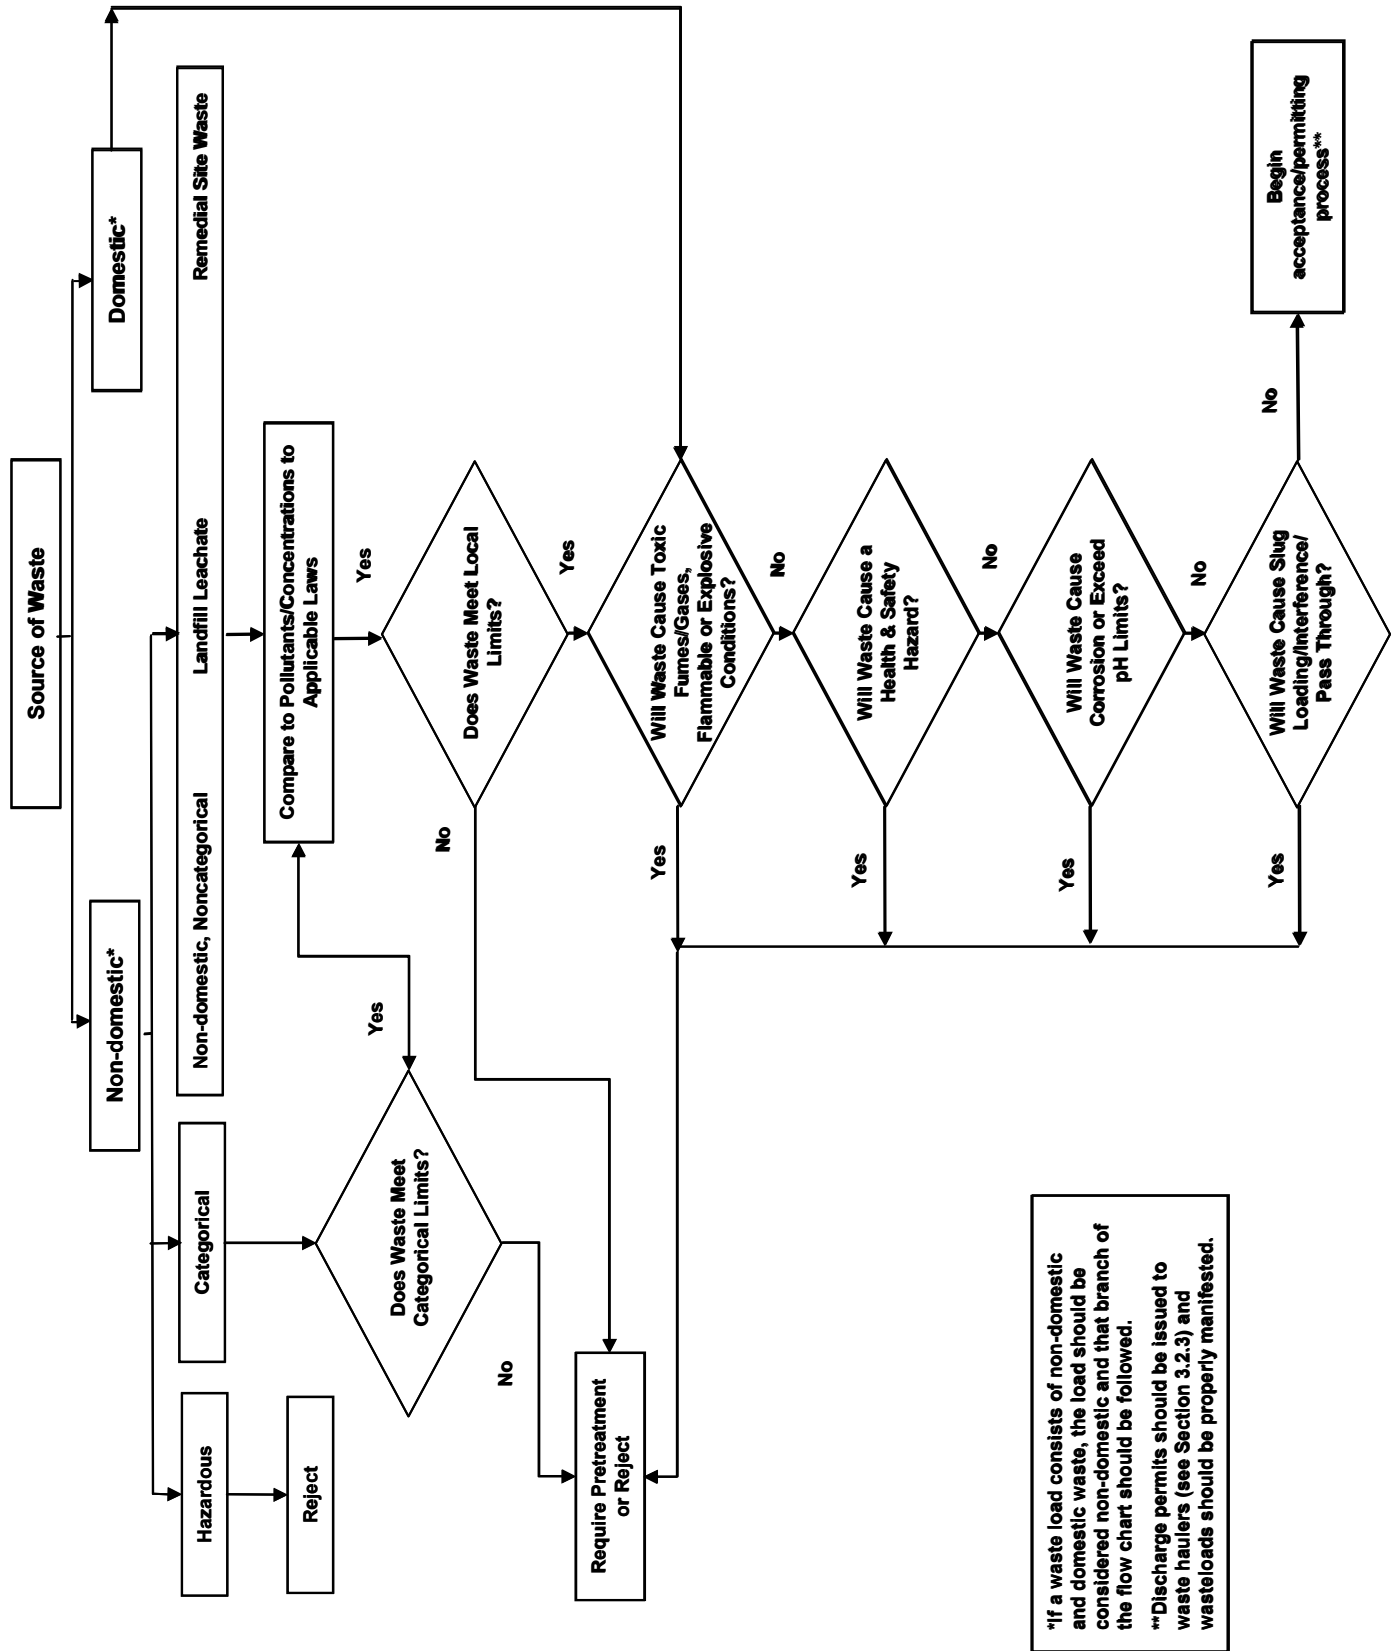 Source of Waste
Non-domestic*
Domestic*
Hazardous
Categorical
Non-domestic, Noncategorical
Landfill Leachate
Remedial Site Waste
Reject
Compare to Pollutants/Concentrations to
Applicable Laws
Yes
Yes
Does Waste Meet
Categorical Limits?
Does Waste Meet Local
Limits?
No
No
Yes
Require Pretreatment
or Reject
Will Waste Cause Toxic
Fumes/Gases,
Flammable or Explosive
Conditions?
Yes
No
Will Waste Cause a
Health & Safety
Hazard?
Yes
No
Will Waste Cause
Corrosion or Exceed
pH Limits?
Yes
No
Will Waste Cause Slug
Loading/Interference/
Pass Through?
Yes
No
Begin
acceptance/permitting
process**
*If a waste load consists of non-domestic
and domestic waste, the load should be
considered non-domestic and that branch of
the flow chart should be followed.
**Discharge permits should be issued to
waste haulers (see Section 3.2.3) and
wasteloads should be properly manifested.